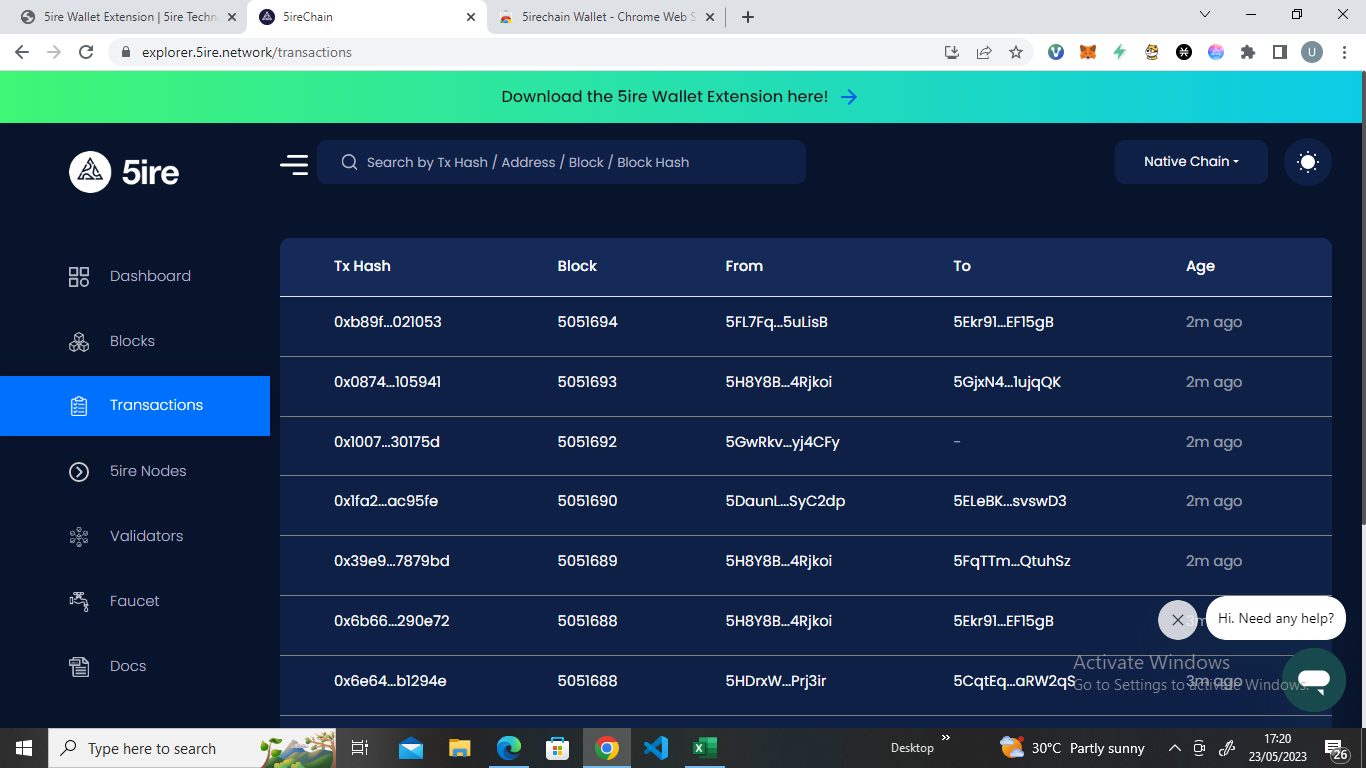 5ire Wallet Extension | 5ire Techn
5ireChain
5irechain Wallet - Chrome Web S
explorer.5ire.network/transactions
U
Download the 5ire Wallet Extension here!
5ire
Search by Tx Hash / Address / Block / Block Hash
Native Chain
Dashboard
Blocks
Transactions
5ire Nodes
Validators
Faucet
Docs
Tx Hash Block From To Age
0xb89f...021053 5051694 5FL7Fq...5uLisB 5Ekr91...EF15gB 2m ago
0x0874...105941 5051693 5H8Y8B...4Rjkoi 5GjxN4...1ujqQK 2m ago
0x1007...30175d 5051692 5GwRkv...yj4CFy - 2m ago
0x1fa2...ac95fe 5051690 5DaunL...SyC2dp 5ELeBK...svswD3 2m ago
0x39e9...7879bd 5051689 5H8Y8B...4Rjkoi 5FqTTm...QtuhSz 2m ago
0x6b66...290e72 5051688 5H8Y8B...4Rjkoi 5Ekr91...EF15gB
0x6e64...b1294e 5051688 5HDrxW...Prj3ir 5CqtEq...aRW2qS 3m ago
Hi. Need any help?
Activate Windows
Go to Settings to activate Windows.
Type here to search
Desktop
30°C Partly sunny
17:20
23/05/2023
26